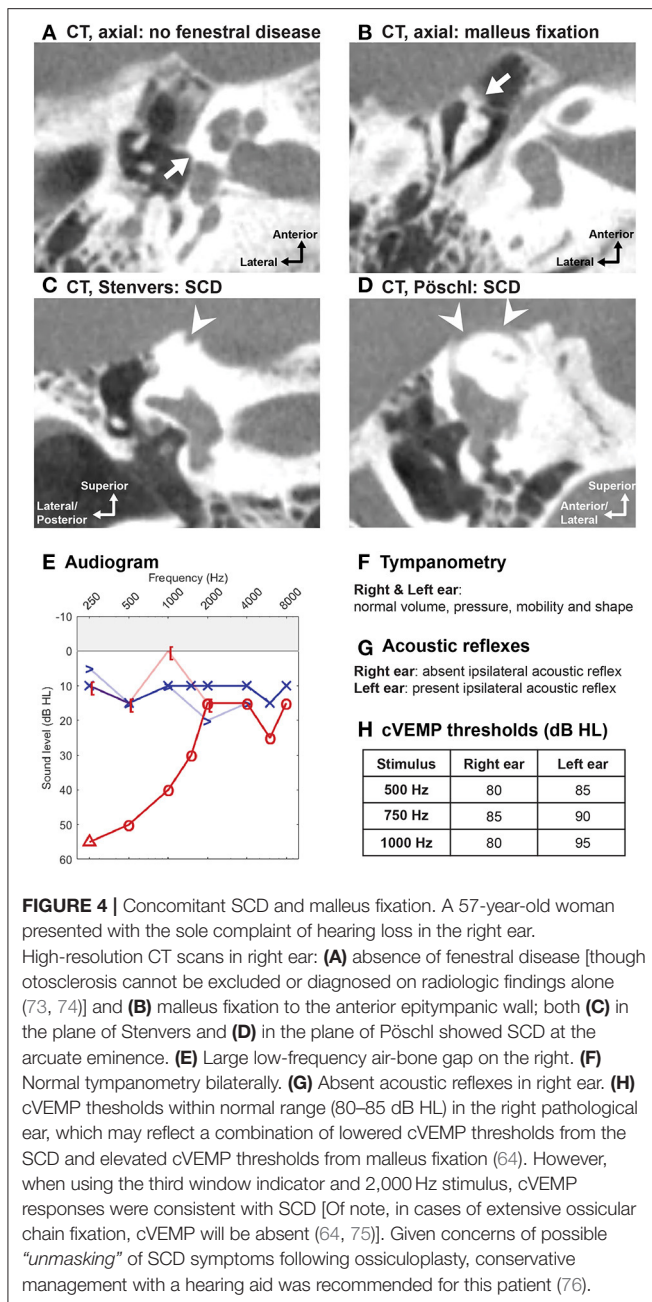 A CT, axial: no fenestral disease
B CT, axial: malleus fixation
Anterior
Lateral
Anterior
Lateral
C CT, Stenvers: SCD
D CT, Pöschl: SCD
Superior
Lateral/
Posterior
Superior
Anterior/
Lateral
E Audiogram
Frequency (Hz)
250 500 1000 2000 4000 8000
Sound level (dB HL)
-10
0
10
20
30
40
50
60
F Tympanometry
Right & Left ear:
normal volume, pressure, mobility and shape
G Acoustic reflexes
Right ear: absent ipsilateral acoustic reflex
Left ear: present ipsilateral acoustic reflex
H cVEMP thresholds (dB HL)
Stimulus Right ear Left ear
500 Hz 80 85
750 Hz 85 90
1000 Hz 80 95
FIGURE 4 | Concomitant SCD and malleus fixation. A 57-year-old woman
presented with the sole complaint of hearing loss in the right ear.
High-resolution CT scans in right ear: (A) absence of fenestral disease [though
otosclerosis cannot be excluded or diagnosed on radiologic findings alone
(73, 74)] and (B) malleus fixation to the anterior epitympanic wall; both (C) in
the plane of Stenvers and (D) in the plane of Pöschl showed SCD at the
arcuate eminence. (E) Large low-frequency air-bone gap on the right. (F)
Normal tympanometry bilaterally. (G) Absent acoustic reflexes in right ear. (H)
cVEMP thesholds within normal range (80–85 dB HL) in the right pathological
ear, which may reflect a combination of lowered cVEMP thresholds from the
SCD and elevated cVEMP thresholds from malleus fixation (64). However,
when using the third window indicator and 2,000 Hz stimulus, cVEMP
responses were consistent with SCD [Of note, in cases of extensive ossicular
chain fixation, cVEMP will be absent (64, 75)]. Given concerns of possible
"unmasking" of SCD symptoms following ossiculoplasty, conservative
management with a hearing aid was recommended for this patient (76).